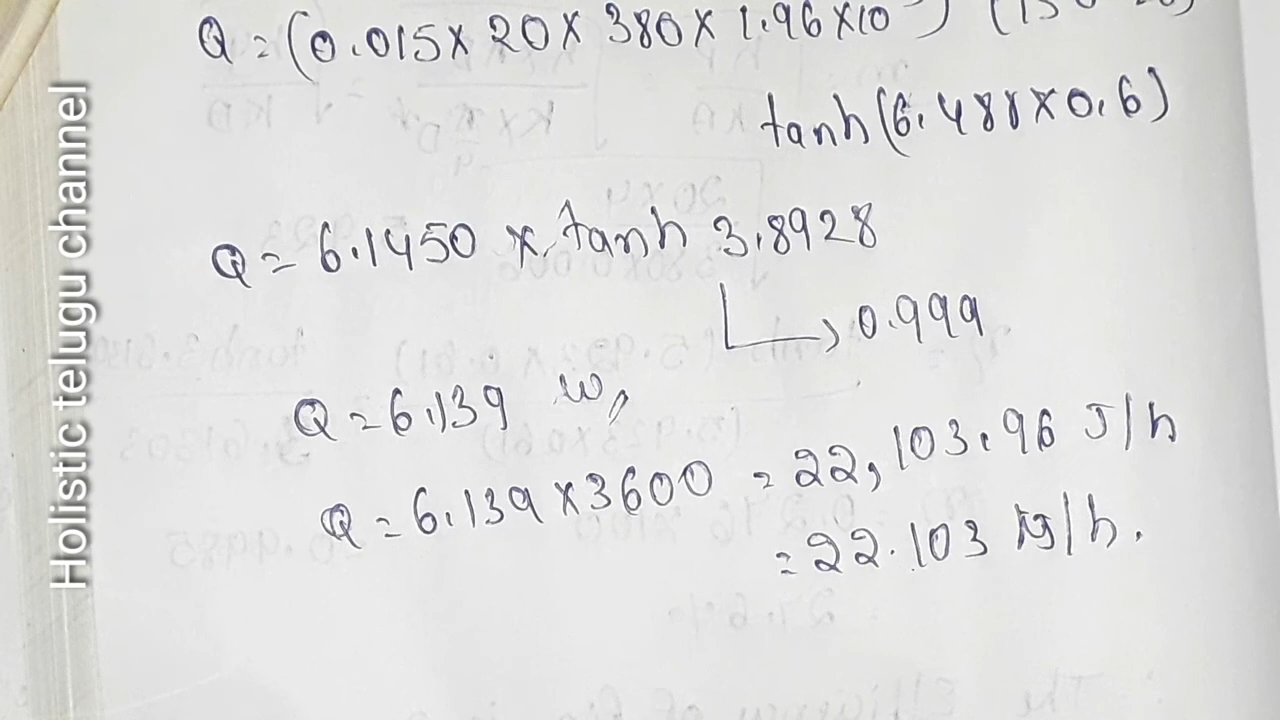 Q = (0.015 × 20 × 380 × 1.96 × 10
tanh (6.488 × 0.6)
Q = 6.1450 × tanh 3.8928
0.999
Q = 6.139 w
Q = 6.139 × 3600 = 22,103.96 J/h
= 22.103 KJ/h.
Holistic telugu channel